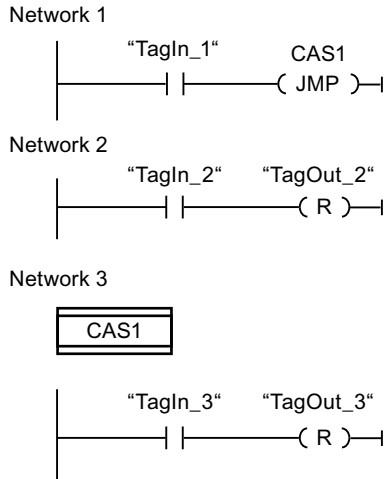 Network 1
“TagIn_1“ CAS1
JMP
Network 2
“TagIn_2“ “TagOut_2“
R
Network 3
CAS1
“TagIn_3“ “TagOut_3“
R